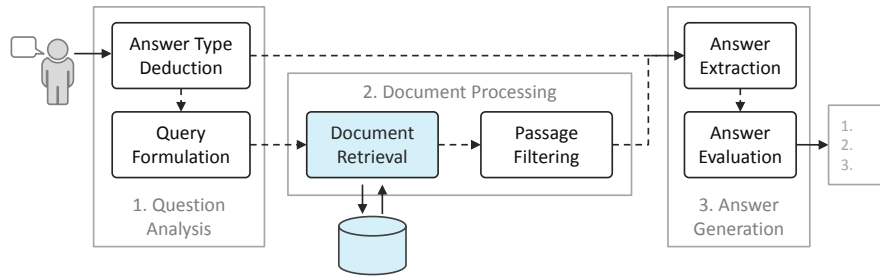 Answer Type
Deduction
Query
Formulation
1. Question
Analysis
2. Document Processing
Document
Retrieval
Passage
Filtering
Answer
Extraction
Answer
Evaluation
3. Answer
Generation
1.
2.
3.